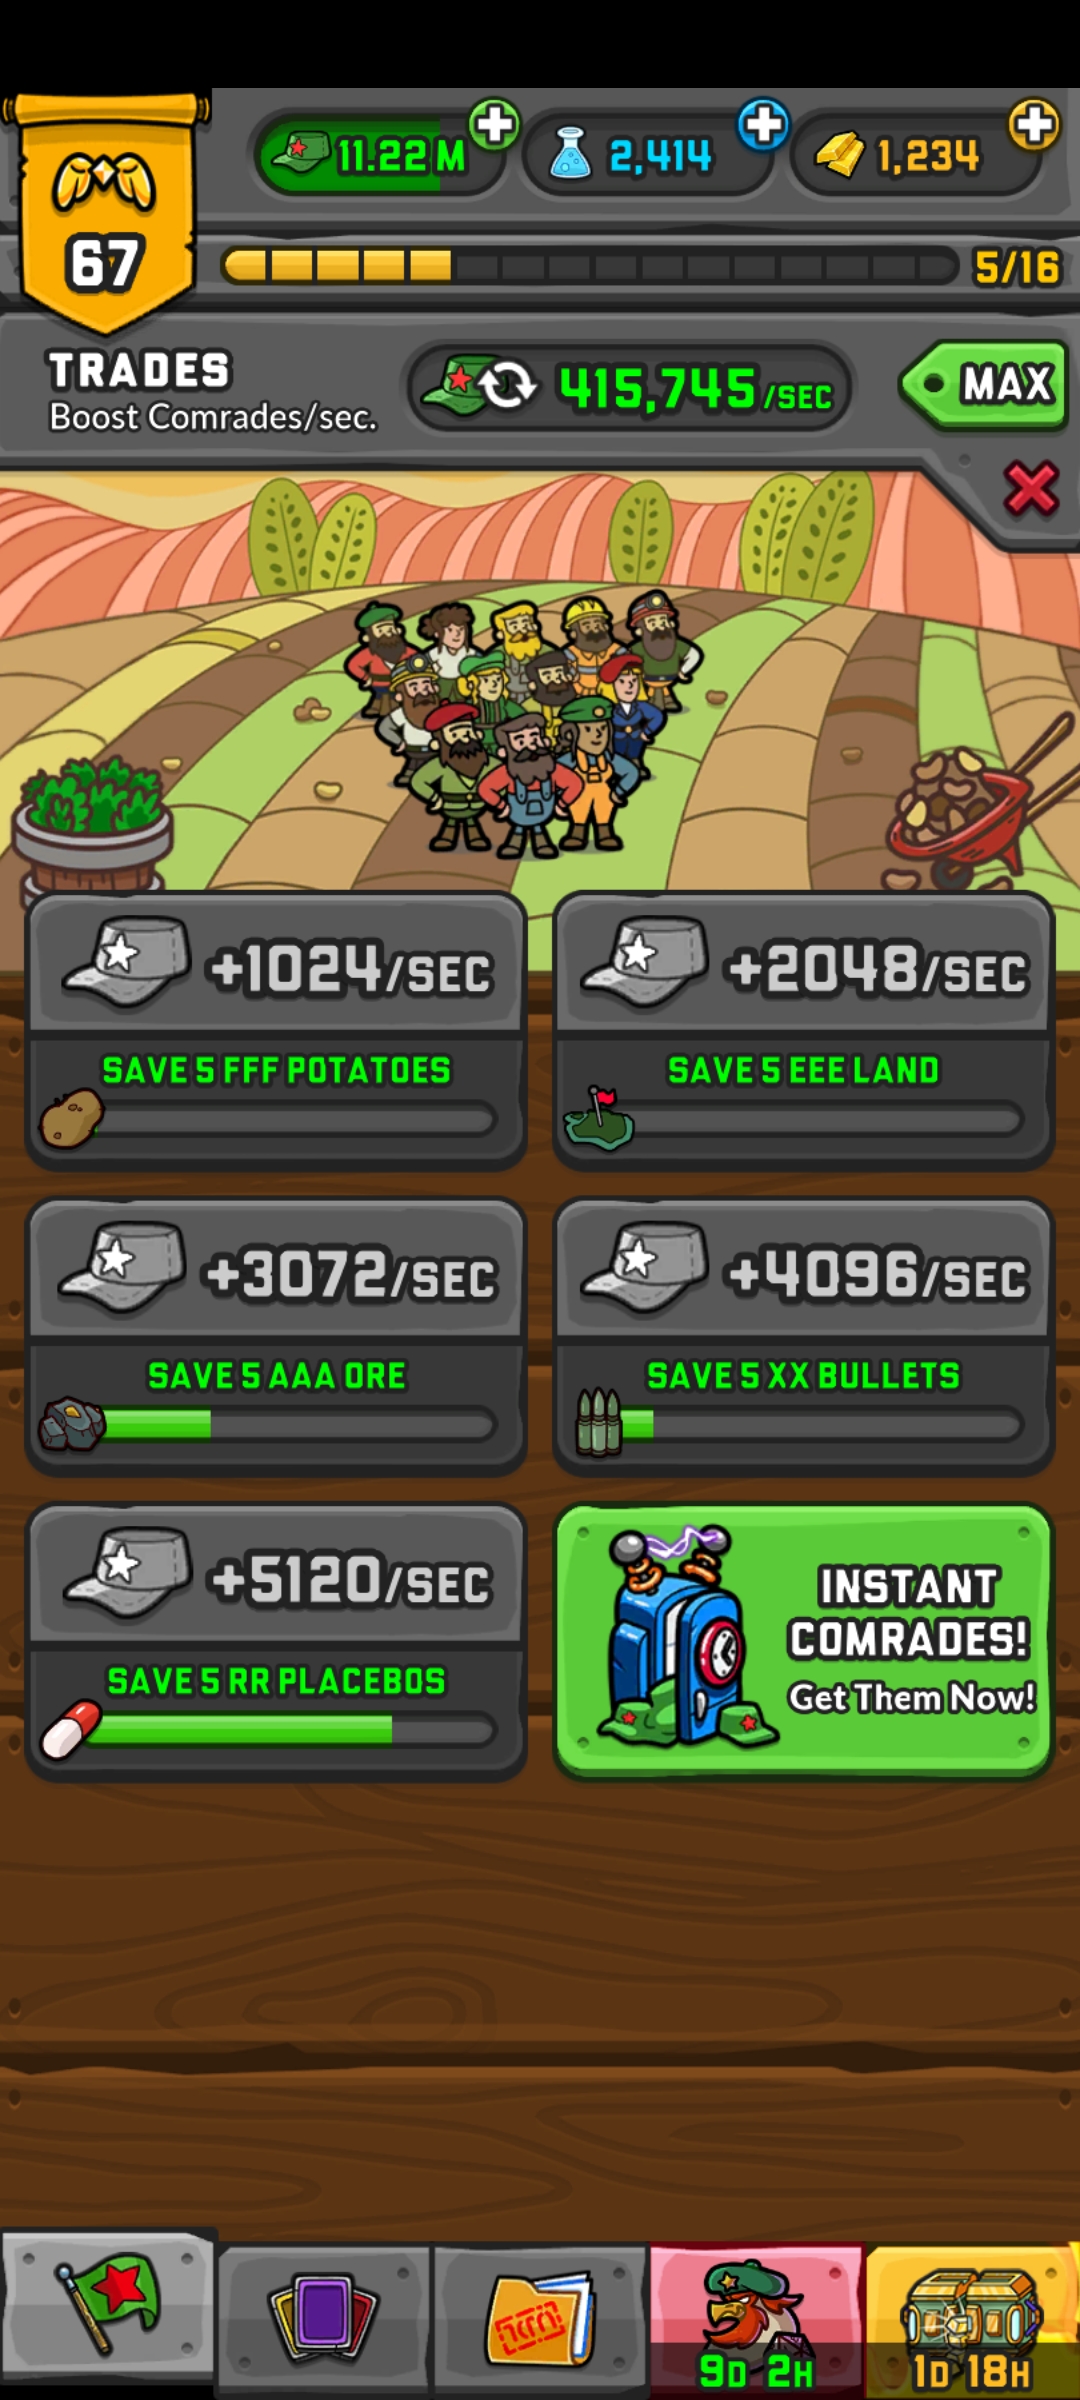 11.22 M
2,414
1,234
67
5/16
TRADES
Boost Comrades/sec.
415,745/SEC
MAX
+1024/SEC
SAVE 5 FFF POTATOES
+2048/SEC
SAVE 5 EEE LAND
+3072/SEC
SAVE 5 AAA ORE
+4096/SEC
SAVE 5 XX BULLETS
+5120/SEC
SAVE 5 RR PLACEBOS
INSTANT
COMRADES!
Get Them Now!
9D 2H
1D 18H